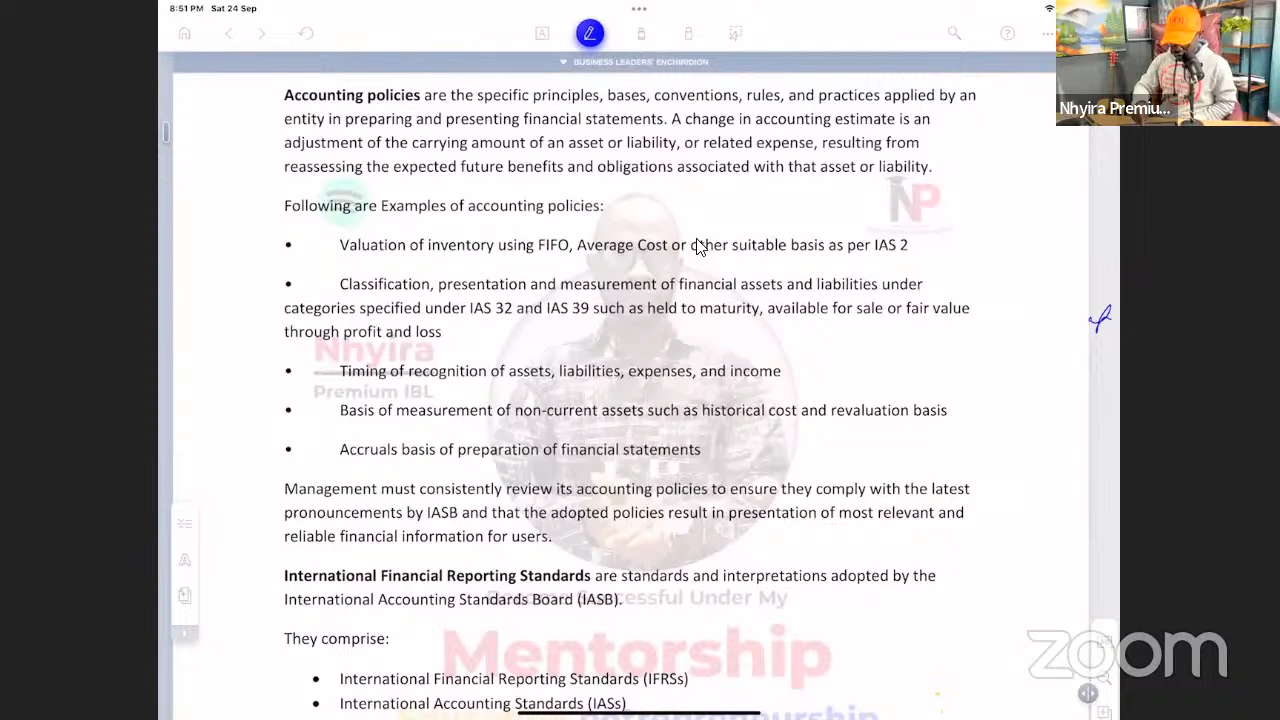 8:51 PM Sat 24 Sep
BUSINESS LEADERS' ENCHIRIDION
Nhyira Premiu...
Accounting policies are the specific principles, bases, conventions, rules, and practices applied by an
entity in preparing and presenting financial statements. A change in accounting estimate is an
adjustment of the carrying amount of an asset or liability, or related expense, resulting from
reassessing the expected future benefits and obligations associated with that asset or liability.
Following are Examples of accounting policies:
• Valuation of inventory using FIFO, Average Cost or other suitable basis as per IAS 2
• Classification, presentation and measurement of financial assets and liabilities under
categories specified under IAS 32 and IAS 39 such as held to maturity, available for sale or fair value
through profit and loss
• Timing of recognition of assets, liabilities, expenses, and income
• Basis of measurement of non-current assets such as historical cost and revaluation basis
• Accruals basis of preparation of financial statements
Management must consistently review its accounting policies to ensure they comply with the latest
pronouncements by IASB and that the adopted policies result in presentation of most relevant and
reliable financial information for users.
International Financial Reporting Standards are standards and interpretations adopted by the
International Accounting Standards Board (IASB).
They comprise:
• International Financial Reporting Standards (IFRSs)
• International Accounting Standards (IASs)
NP
Nhyira
Premium IBL
Successful Under My
Mentorship
entrepreneurship
zoom